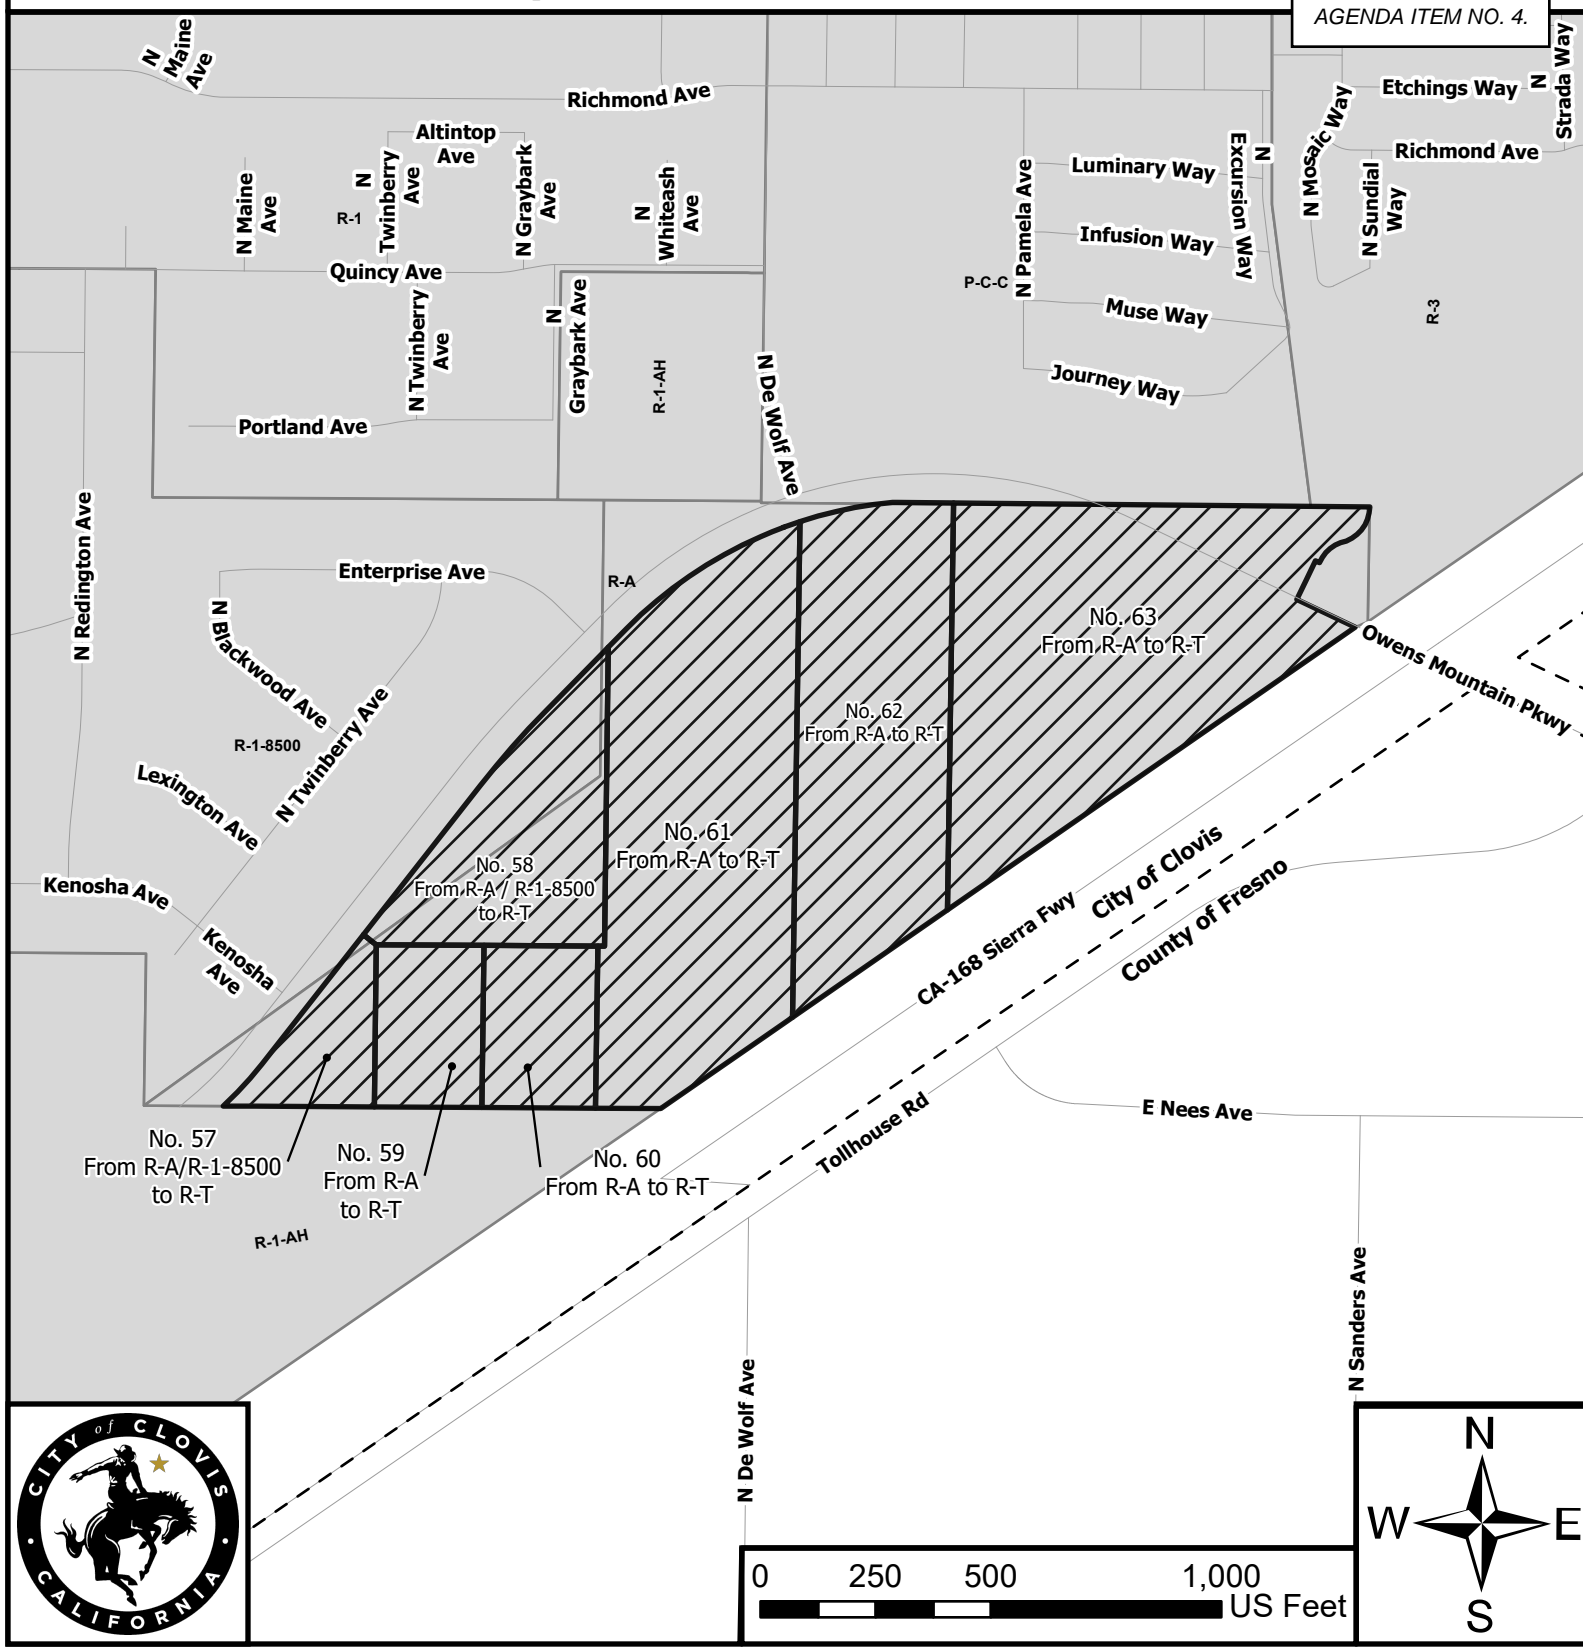 AGENDA ITEM NO. 4.
N
Maine
Ave
Richmond Ave
Etchings Way
N
Strada Way
Altintop
Ave
N Mosaic Way
Richmond Ave
N Maine
Ave
R-1
N
Twinberry
Ave
N Graybark
Ave
N
Whiteash
Ave
N Pamela Ave
Luminary Way
N
Excursion Way
N Sundial
Way
Infusion Way
Quincy Ave
P-C-C
Muse Way
R-3
N Twinberry
Ave
N
Graybark Ave
R-1-AH
N De Wolf Ave
Journey Way
Portland Ave
N Redington Ave
Enterprise Ave
R-A
N Blackwood Ave
No. 63
From R-A to R-T
Owens Mountain Pkwy
No. 62
From R-A to R-T
R-1-8500
N Twinberry Ave
Lexington Ave
No. 61
From R-A to R-T
No. 58
From R-A / R-1-8500
to R-T
Kenosha Ave
Kenosha
Ave
CA-168 Sierra Fwy
City of Clovis
County of Fresno
Tollhouse Rd
E Nees Ave
No. 57
From R-A/R-1-8500
to R-T
No. 59
From R-A
to R-T
No. 60
From R-A to R-T
R-1-AH
N De Wolf Ave
N Sanders Ave
CITY of CLOVIS
CALIFORNIA
0 250 500 1,000
US Feet
N
W E
S